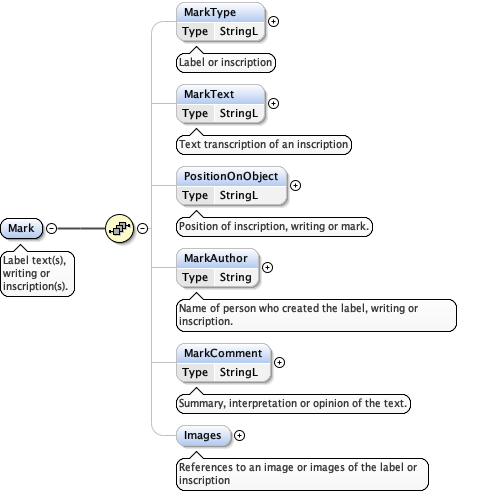 MarkType
Type StringL
Label or inscription
MarkText
Type StringL
Text transcription of an inscription
PositionOnObject
Type StringL
Position of inscription, writing or mark.
Mark
Label text(s),
writing or
inscription(s).
MarkAuthor
Type String
Name of person who created the label, writing or
inscription.
MarkComment
Type StringL
Summary, interpretation or opinion of the text.
Images
References to an image or images of the label or
inscription